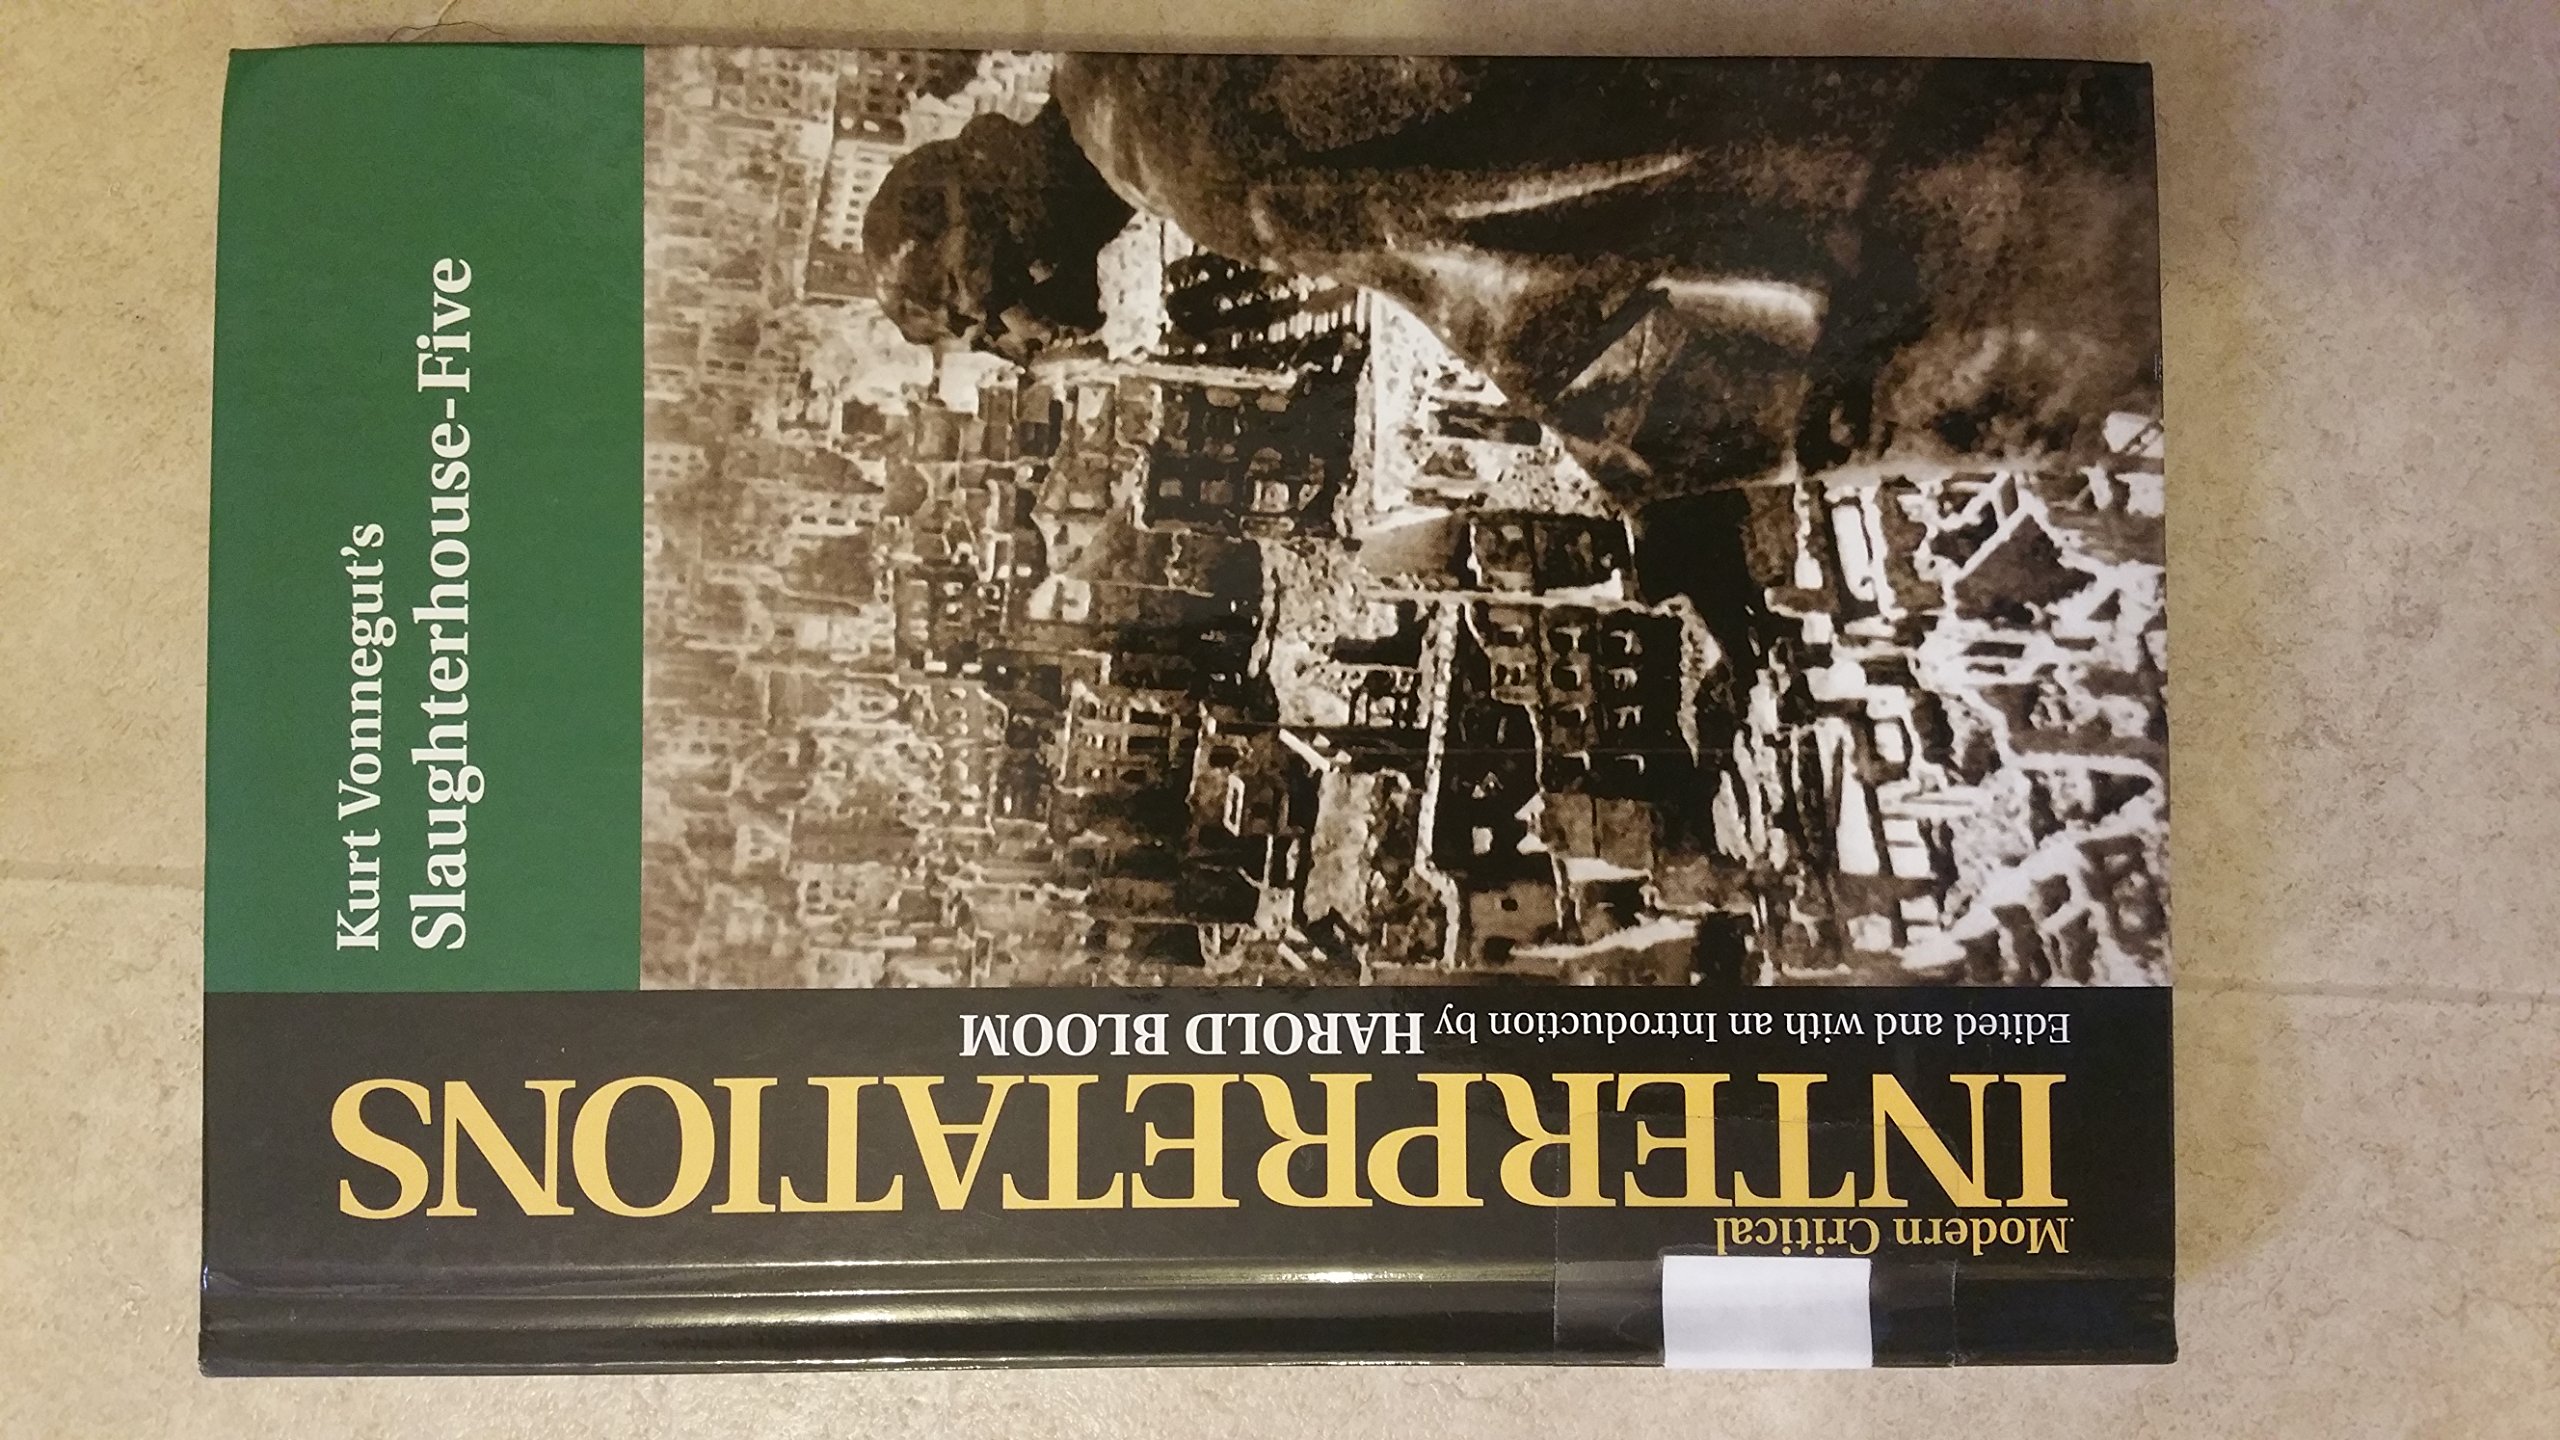 Modern Critical
INTERPRETATIONS
Edited and with an Introduction by HAROLD BLOOM
Kurt Vonnegut's
Slaughterhouse-Five